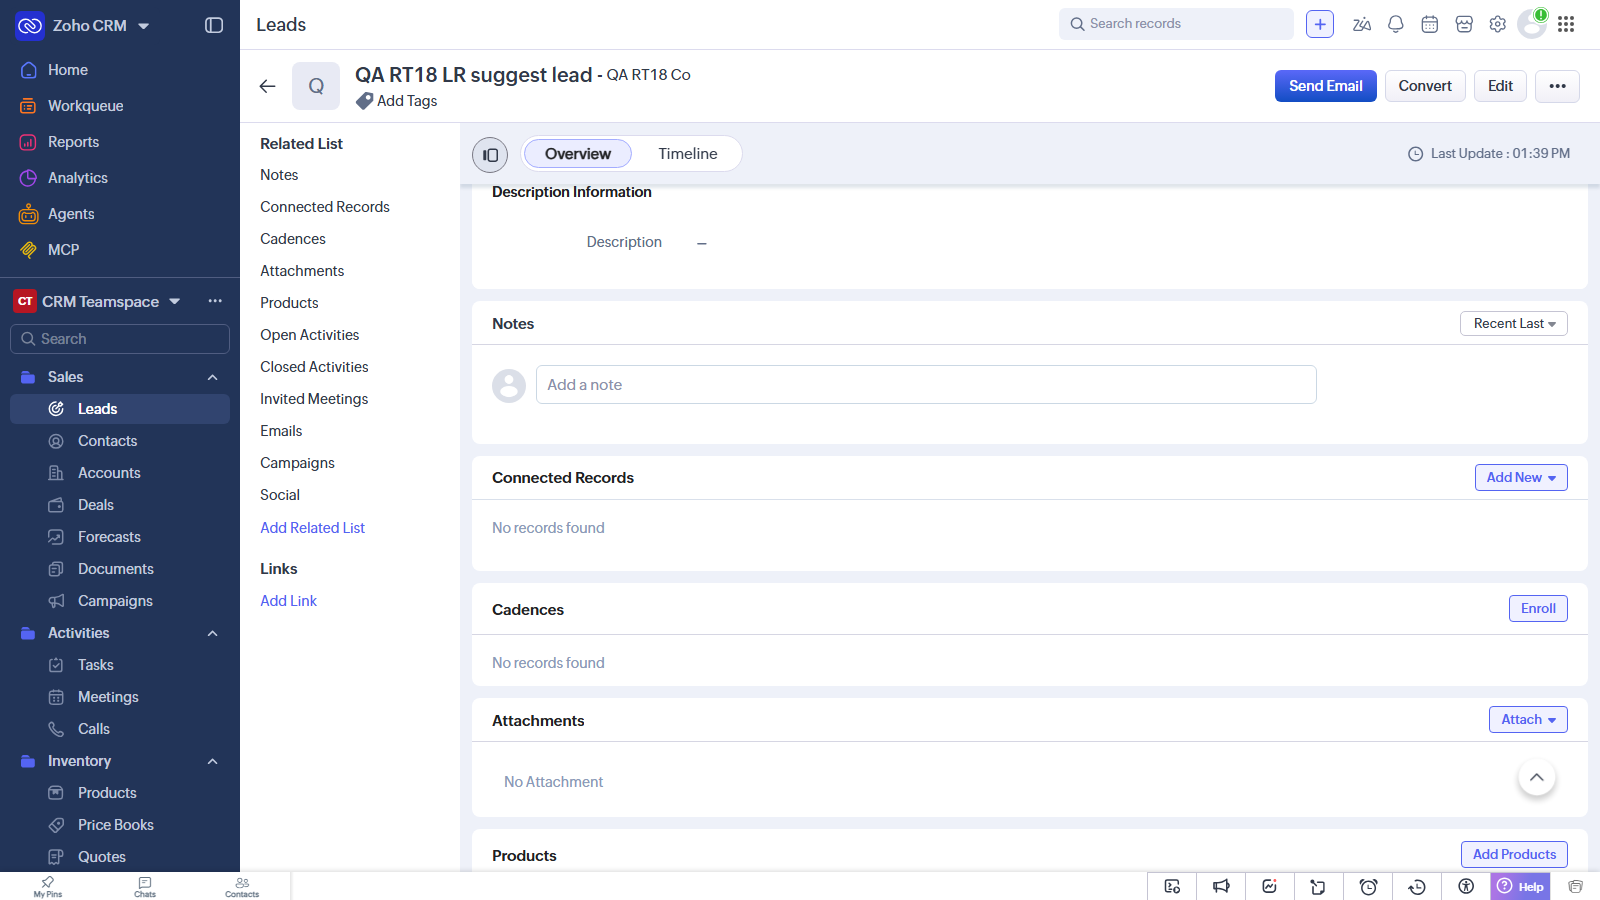 Zoho CRM
Home
Workqueue
Reports
Analytics
Agents
MCP
CT CRM Teamspace
Search
Sales
Leads
Contacts
Accounts
Deals
Forecasts
Documents
Campaigns
Activities
Tasks
Meetings
Calls
Inventory
Products
Price Books
Quotes
My Pins
Chats
Contacts
Leads
Search records
Q
QA RT18 LR suggest lead - QA RT18 Co
Add Tags
Send Email
Convert
Edit
Related List
Notes
Connected Records
Cadences
Attachments
Products
Open Activities
Closed Activities
Invited Meetings
Emails
Campaigns
Social
Add Related List
Links
Add Link
Overview
Timeline
Last Update : 01:39 PM
Description Information
Description —
Notes
Recent Last
Add a note
Connected Records
Add New
No records found
Cadences
Enroll
No records found
Attachments
Attach
No Attachment
Products
Add Products
Help